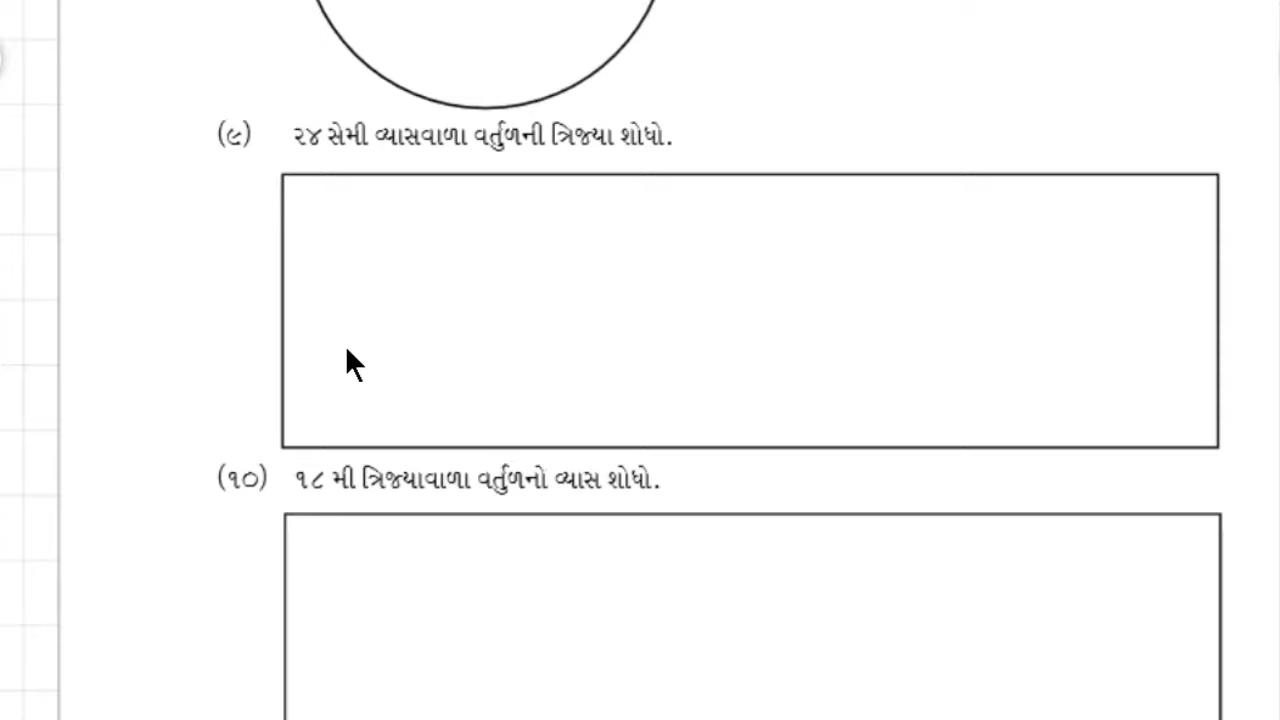 (૯) ૨૪ સેમી વ્યાસવાળા વર્તુળની ત્રિજ્યા શોધો.
(૧૦) ૧૮ મી ત્રિજ્યાવાળા વર્તુળનો વ્યાસ શોધો.